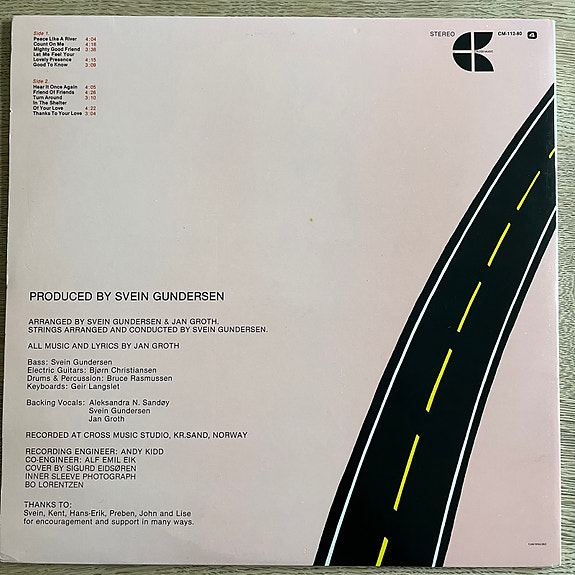 Side 1.
Peace Like A River 4:04
Count On Me 4:18
Mighty Good Friend 3:38
Let Me Feel Your
Lovely Presence 4:15
Good To Know 3:00
Side 2.
Hear It Once Again 4:05
Friend Of Friends 4:26
Turn Around 3:10
In The Shelter
Of Your Love 4:22
Thanks To Your Love 3:04
STEREO
CM-112-80 4
PRODUCED BY SVEIN GUNDERSEN
ARRANGED BY SVEIN GUNDERSEN & JAN GROTH.
STRINGS ARRANGED AND CONDUCTED BY SVEIN GUNDERSEN.
ALL MUSIC AND LYRICS BY JAN GROTH
Bass: Svein Gundersen
Electric Guitars: Bjørn Christiansen
Drums & Percussion: Bruce Rasmussen
Keyboards: Geir Langslet
Backing Vocals: Aleksandra N. Sandøy
Svein Gundersen
Jan Groth
RECORDED AT CROSS MUSIC STUDIO, KR.SAND, NORWAY
RECORDING ENGINEER: ANDY KIDD
CO-ENGINEER: ALF EMIL EIK
COVER BY SIGURD EIDSØREN
INNER SLEEVE PHOTOGRAPH
BO LORENTZEN
THANKS TO:
Svein, Kent, Hans-Erik, Preben, John and Lise
for encouragement and support in many ways.